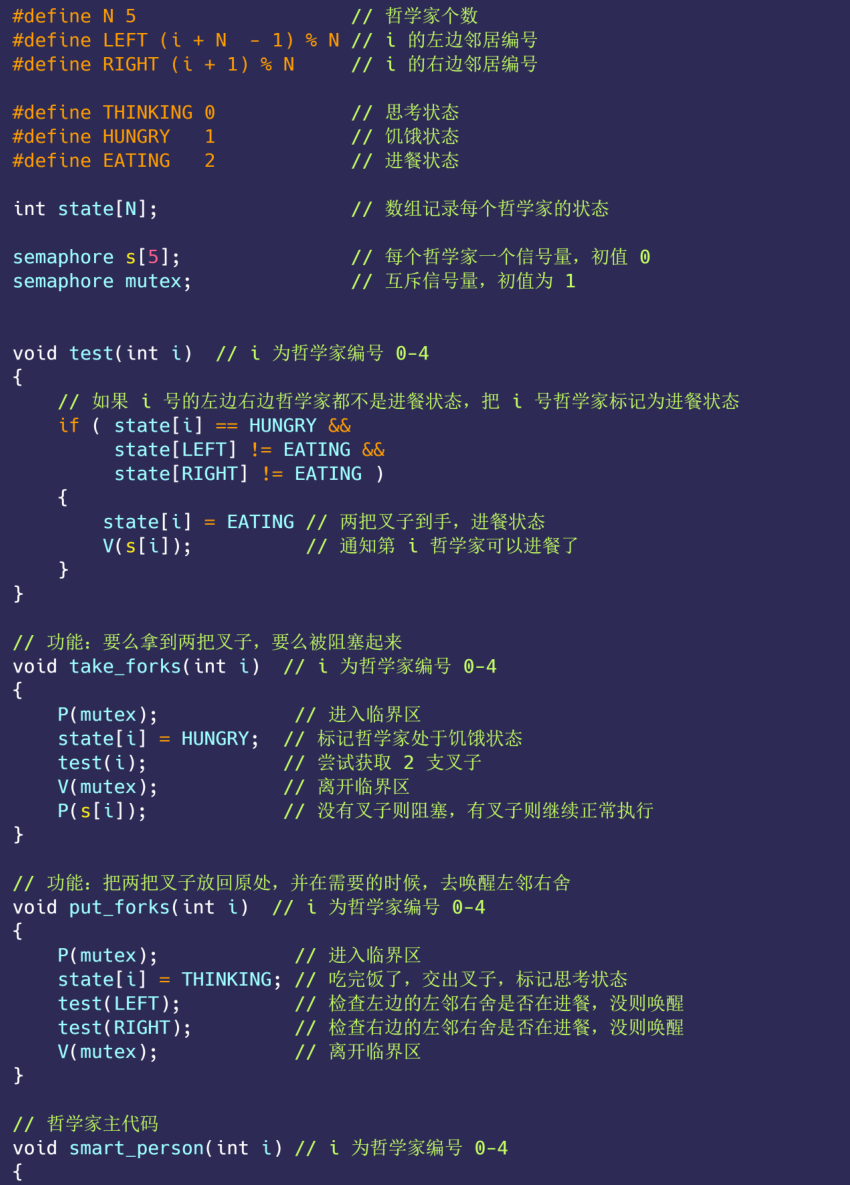 #define N 5                   // 哲学家个数
#define LEFT (i + N  - 1) % N // i 的左边邻居编号
#define RIGHT (i + 1) % N     // i 的右边邻居编号

#define THINKING 0            // 思考状态
#define HUNGRY   1            // 饥饿状态
#define EATING   2            // 进餐状态

int state[N];                 // 数组记录每个哲学家的状态

semaphore s[5];               // 每个哲学家一个信号量，初值 0
semaphore mutex;              // 互斥信号量，初值为 1


void test(int i)  // i 为哲学家编号 0-4
{
    // 如果 i 号的左边右边哲学家都不是进餐状态，把 i 号哲学家标记为进餐状态
    if ( state[i] == HUNGRY &&
         state[LEFT] != EATING &&
         state[RIGHT] != EATING )
    {
        state[i] = EATING // 两把叉子到手，进餐状态
        V(s[i]);          // 通知第 i 哲学家可以进餐了
    }
}

// 功能：要么拿到两把叉子，要么被阻塞起来
void take_forks(int i)  // i 为哲学家编号 0-4
{
    P(mutex);            // 进入临界区
    state[i] = HUNGRY;  // 标记哲学家处于饥饿状态
    test(i);            // 尝试获取 2 支叉子
    V(mutex);           // 离开临界区
    P(s[i]);            // 没有叉子则阻塞，有叉子则继续正常执行
}

// 功能：把两把叉子放回原处，并在需要的时候，去唤醒左邻右舍
void put_forks(int i)  // i 为哲学家编号 0-4
{
    P(mutex);            // 进入临界区
    state[i] = THINKING; // 吃完饭了，交出叉子，标记思考状态
    test(LEFT);          // 检查左边的左邻右舍是否在进餐，没则唤醒
    test(RIGHT);         // 检查右边的左邻右舍是否在进餐，没则唤醒
    V(mutex);            // 离开临界区
}

// 哲学家主代码
void smart_person(int i) // i 为哲学家编号 0-4
{